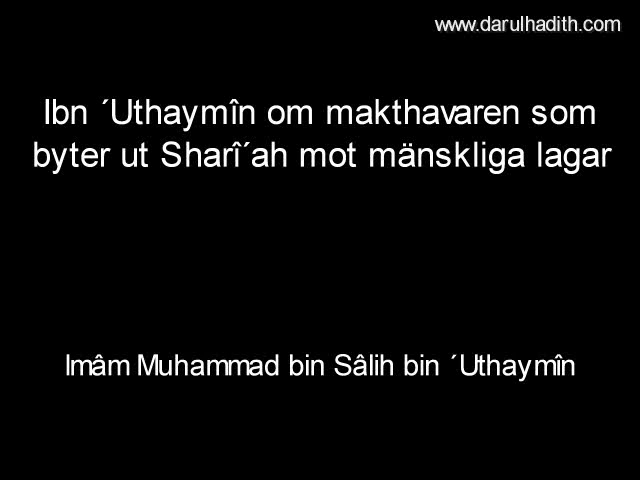 www.darulhadith.com
Ibn ´Uthaymîn om makthavaren som
byter ut Sharî´ah mot mänskliga lagar
Imâm Muhammad bin Sâlih bin ´Uthaymîn